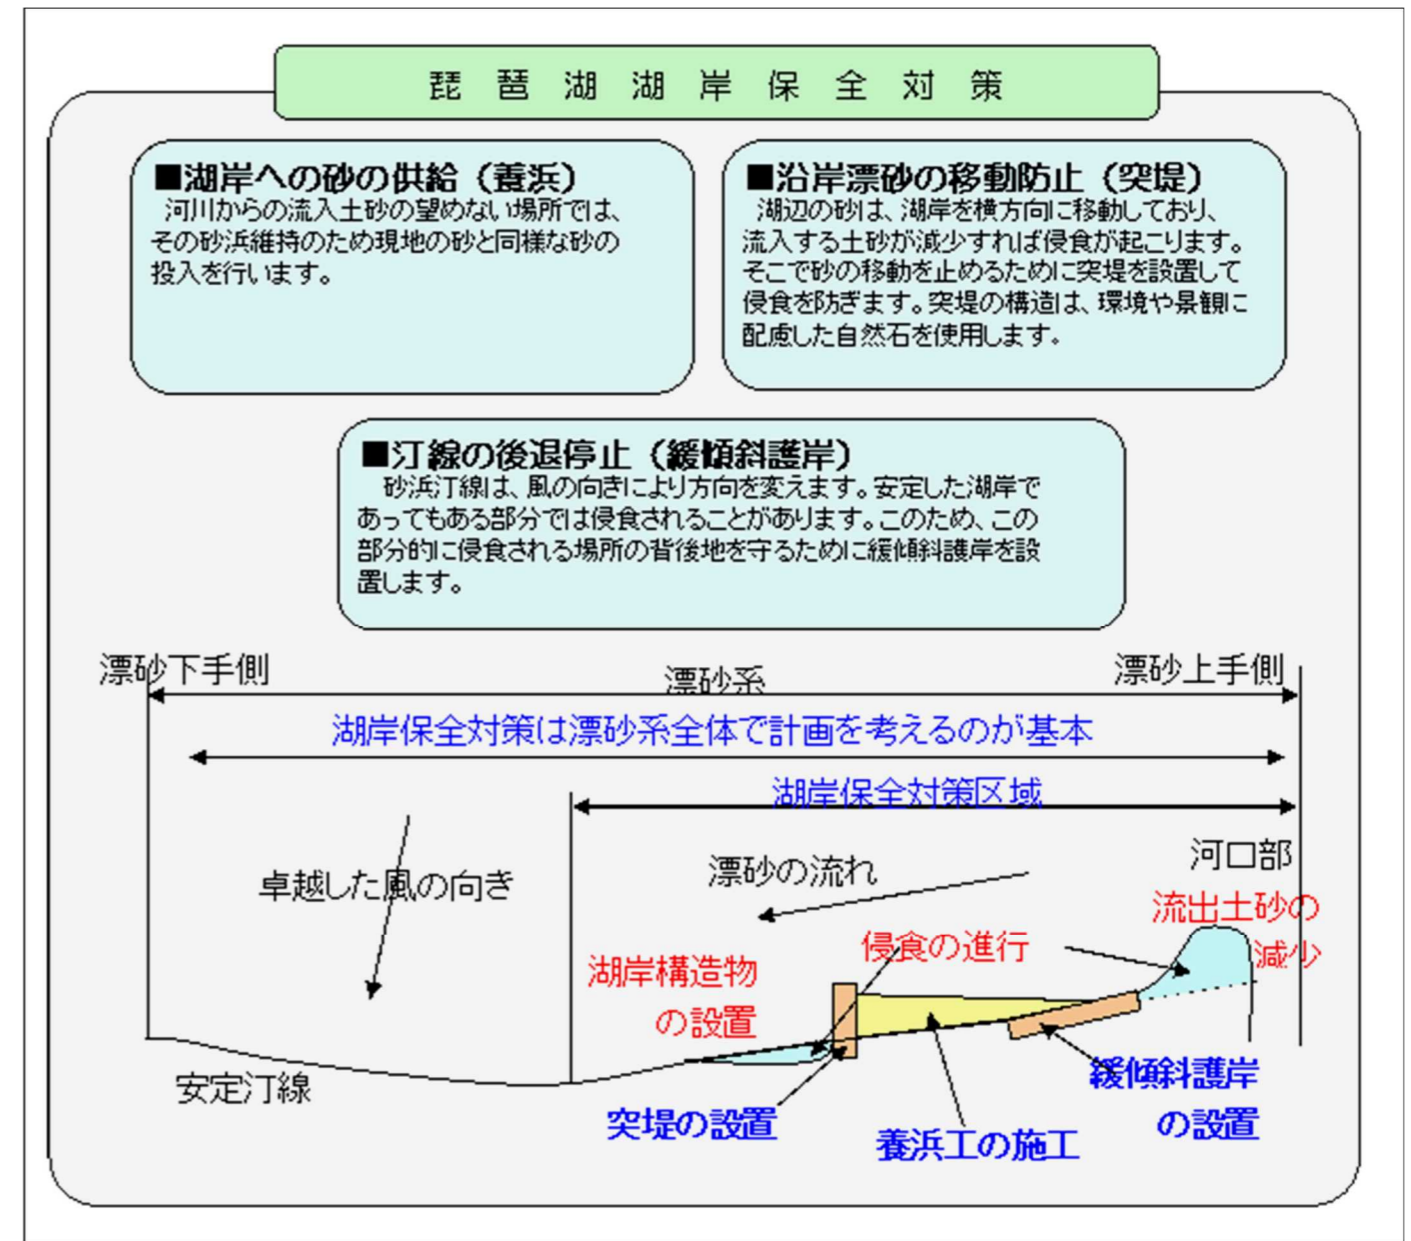 琵琶湖湖岸保全対策
■湖岸への砂の供給（養浜）
河川からの流入土砂の望めない場所では、
その砂浜維持のため現地の砂と同様な砂の
投入を行います。
■沿岸漂砂の移動防止（突堤）
湖辺の砂は、湖岸を横方向に移動しており、
流入する土砂が減少すれば侵食が起こります。
そこで砂の移動を止めるために突堤を設置して
侵食を防ぎます。突堤の構造は、環境や景観に
配慮した自然石を使用します。
■汀線の後退停止（緩傾斜護岸）
砂浜汀線は、風の向きにより方向を変えます。安定した湖岸で
あってもある部分では侵食されることがあります。このため、この
部分的に侵食される場所の背後地を守るために緩傾斜護岸を設
置します。
漂砂下手側
漂砂系
漂砂上手側
湖岸保全対策は漂砂系全体で計画を考えるのが基本
湖岸保全対策区域
卓越した風の向き
漂砂の流れ
河口部
流出土砂の
減少
侵食の進行
湖岸構造物
の設置
安定汀線
突堤の設置
養浜工の施工
緩傾斜護岸
の設置